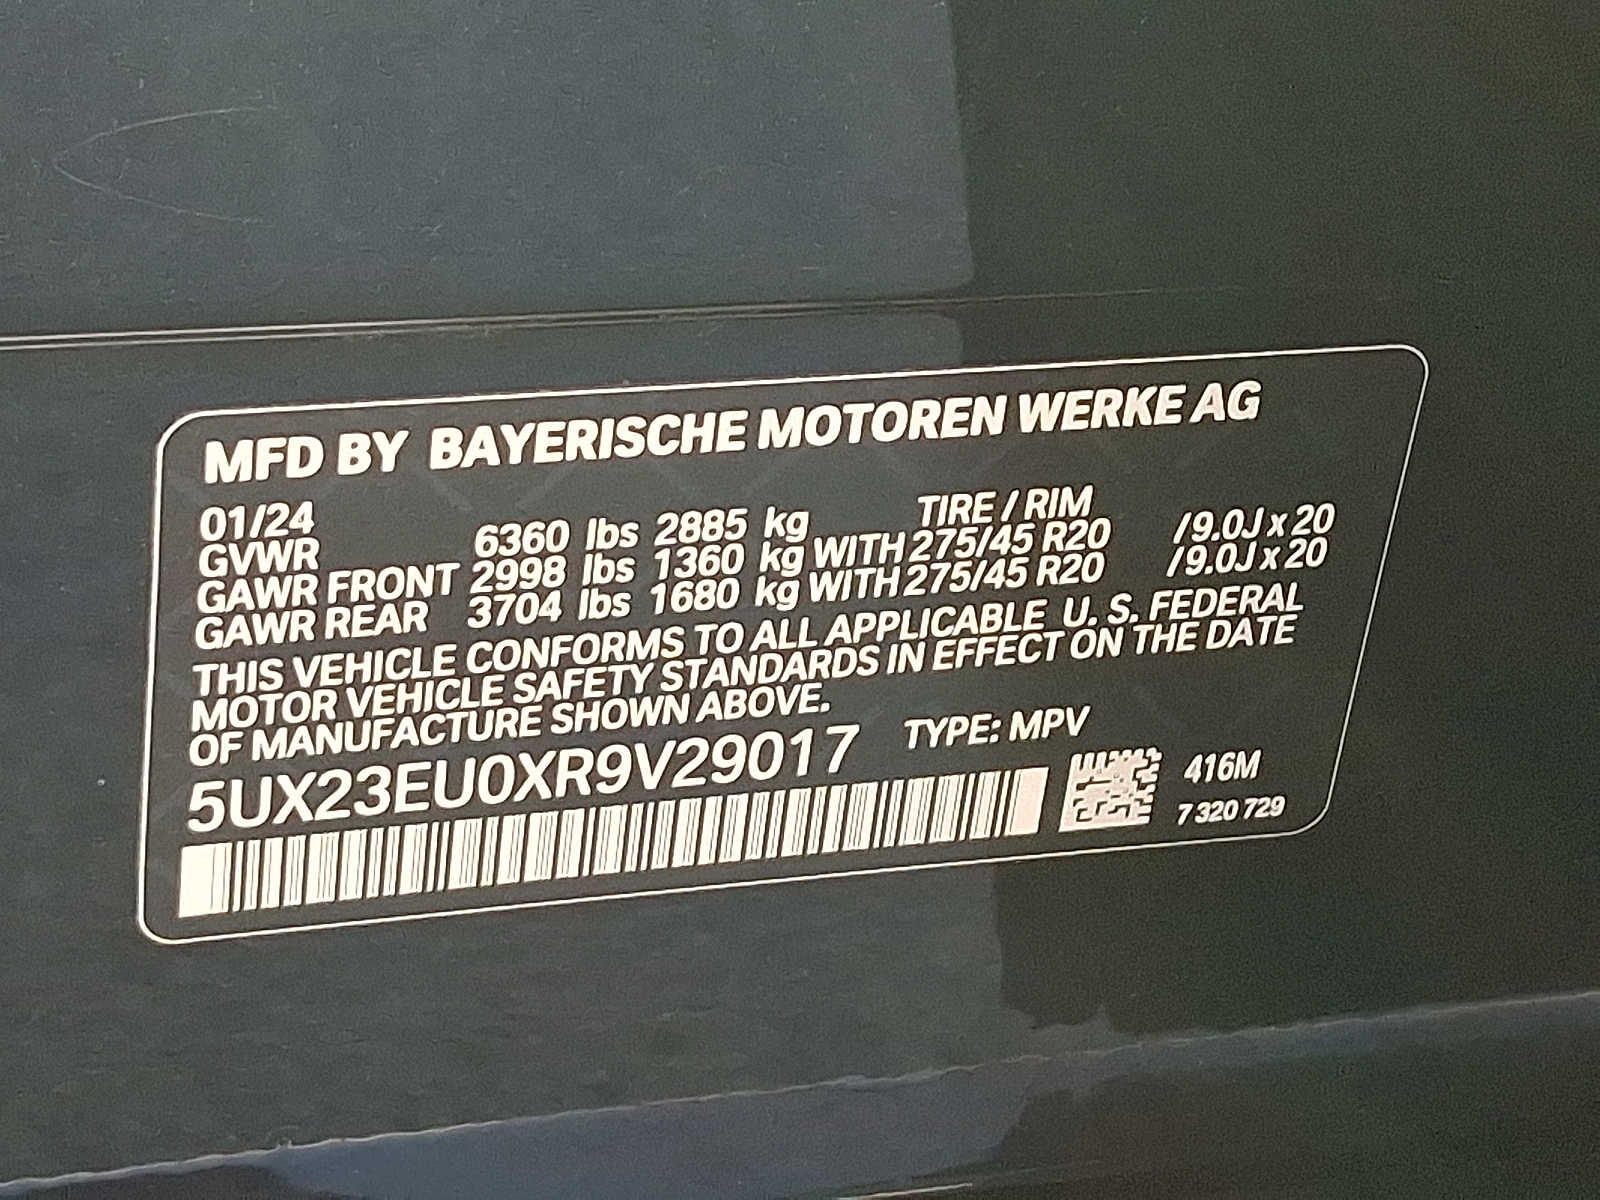 MFD BY BAYERISCHE MOTOREN WERKE AG
01/24 TIRE / RIM
GVWR 6360 lbs 2885 kg
GAWR FRONT 2998 lbs 1360 kg WITH 275/45 R20 /9.0J x 20
GAWR REAR 3704 lbs 1680 kg WITH 275/45 R20 /9.0J x 20
THIS VEHICLE CONFORMS TO ALL APPLICABLE U. S. FEDERAL
MOTOR VEHICLE SAFETY STANDARDS IN EFFECT ON THE DATE
OF MANUFACTURE SHOWN ABOVE.
5UX23EU0XR9V29017 TYPE: MPV
416M
7 320 729